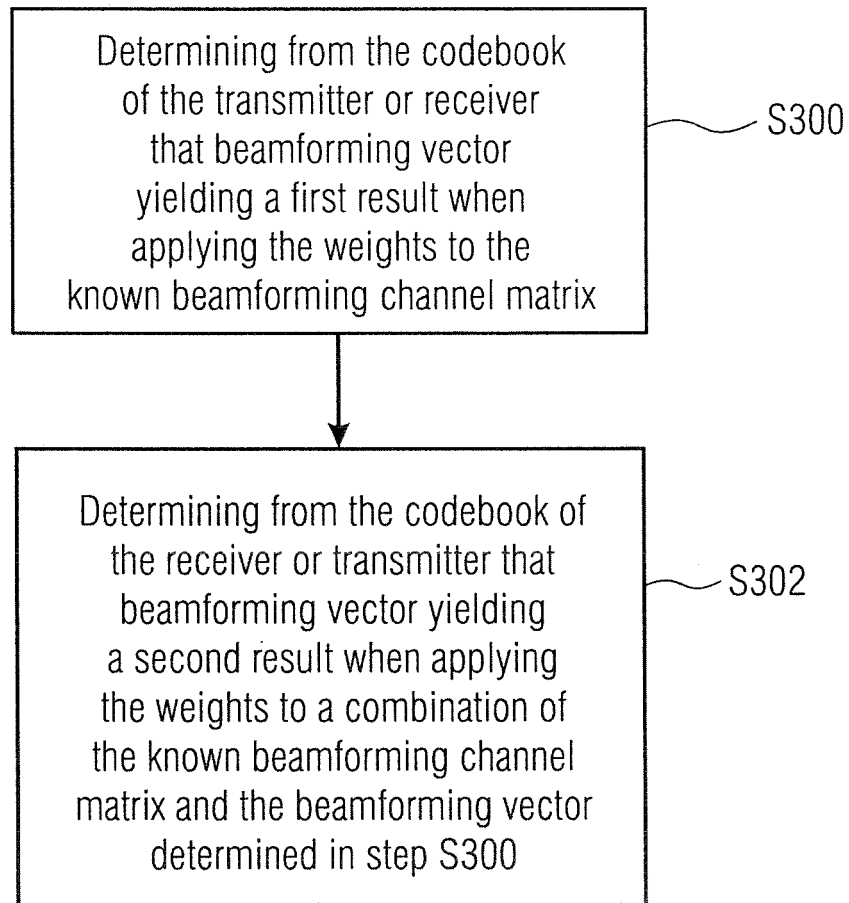 Determining from the codebook
of the transmitter or receiver
that beamforming vector
yielding a first result when
applying the weights to the
known beamforming channel matrix
S300
Determining from the codebook of
the receiver or transmitter that
beamforming vector yielding
a second result when applying
the weights to a combination of
the known beamforming channel
matrix and the beamforming vector
determined in step S300
S302